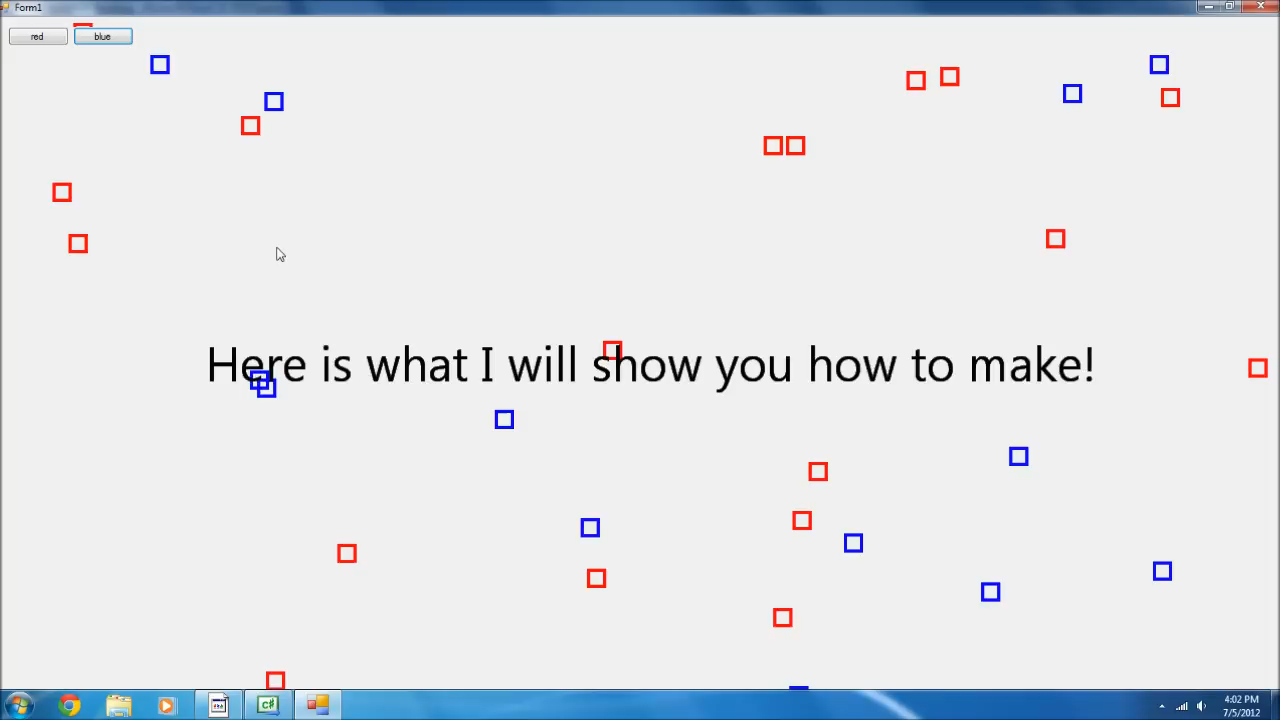 Form1
red
blue
Here is what I will show you how to make!
C#
4:02 PM
7/5/2012